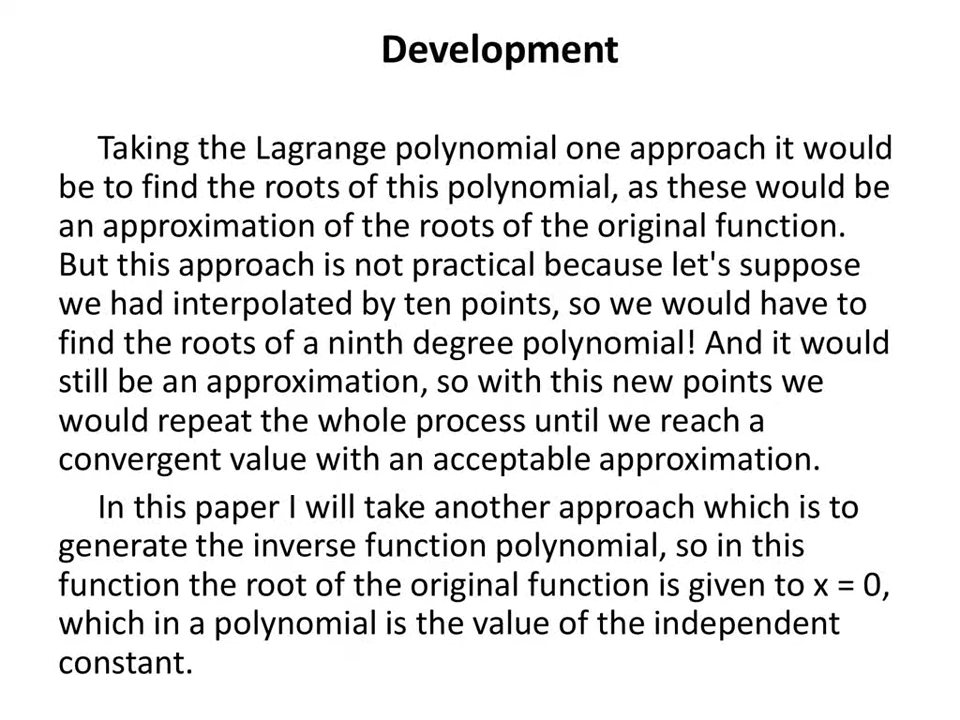 Development
Taking the Lagrange polynomial one approach it would
be to find the roots of this polynomial, as these would be
an approximation of the roots of the original function.
But this approach is not practical because let's suppose
we had interpolated by ten points, so we would have to
find the roots of a ninth degree polynomial! And it would
still be an approximation, so with this new points we
would repeat the whole process until we reach a
convergent value with an acceptable approximation.
In this paper I will take another approach which is to
generate the inverse function polynomial, so in this
function the root of the original function is given to x = 0,
which in a polynomial is the value of the independent
constant.